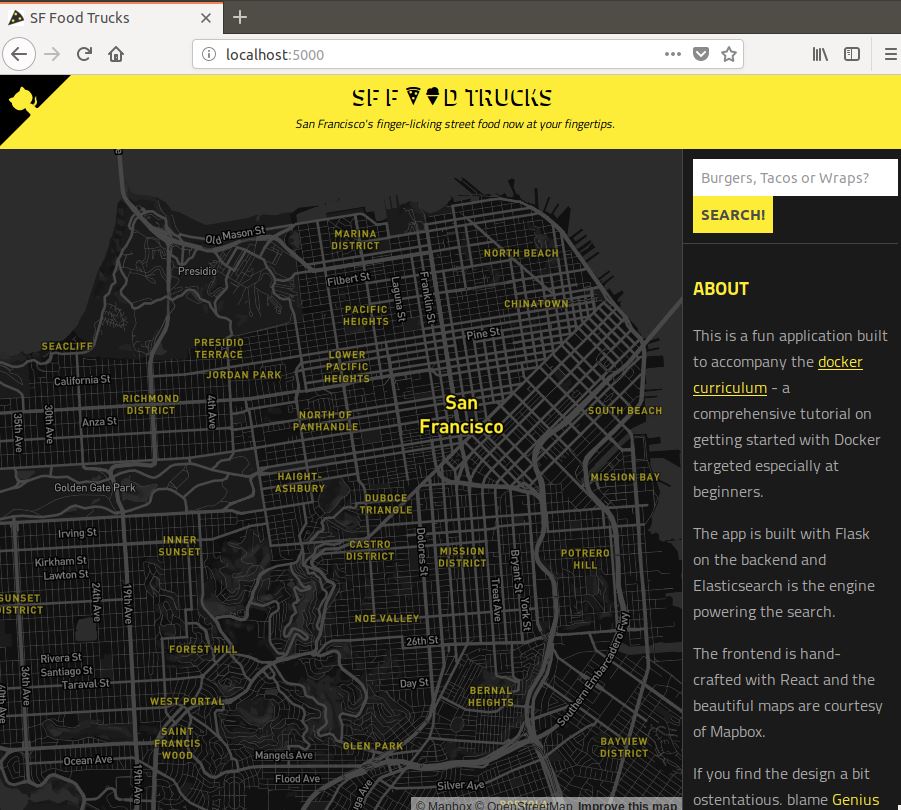 SF Food Trucks
localhost:5000
SF F D TRUCKS
San Francisco's finger-licking street food now at your fingertips.
Burgers, Tacos or Wraps?
SEARCH!
ABOUT
This is a fun application built
to accompany the docker
curriculum - a
comprehensive tutorial on
getting started with Docker
targeted especially at
beginners.
The app is built with Flask
on the backend and
Elasticsearch is the engine
powering the search.
The frontend is hand-
crafted with React and the
beautiful maps are courtesy
of Mapbox.
If you find the design a bit
ostentatious. blame Genius
Old Mason St
MARINA
DISTRICT
NORTH BEACH
Presidio
Filbert St
Laguna St
Franklin St
PACIFIC
HEIGHTS
CHINATOWN
Pine St
SEACLIFF
PRESIDIO
TERRACE
LOWER
PACIFIC
HEIGHTS
JORDAN PARK
California St
RICHMOND
DISTRICT
4th Ave
San
Francisco
SOUTH BEACH
35th Ave
30th Ave
Anza St
NORTH OF
PANHANDLE
HAIGHT-
ASHBURY
MISSION BAY
Golden Gate Park
DUBOCE
TRIANGLE
Irving St
INNER
SUNSET
CASTRO
DISTRICT
Dolores St
MISSION
DISTRICT
POTRERO
HILL
Kirkham St
Lawton St
24th Ave
19th Ave
Treat Ave
Bryant St
York St
SUNSET
DISTRICT
NOE VALLEY
26th St
FOREST HILL
Rivera St
Santiago St
Taraval St
36th Ave
Day St
BERNAL
HEIGHTS
Southern Embarcadero Fwy
WEST PORTAL
SAINT
FRANCIS
WOOD
GLEN PARK
BAYVIEW
DISTRICT
Mangels Ave
Ocean Ave
19th Ave
Flood Ave
Silver Ave
© Mapbox © OpenStreetMap Improve this map